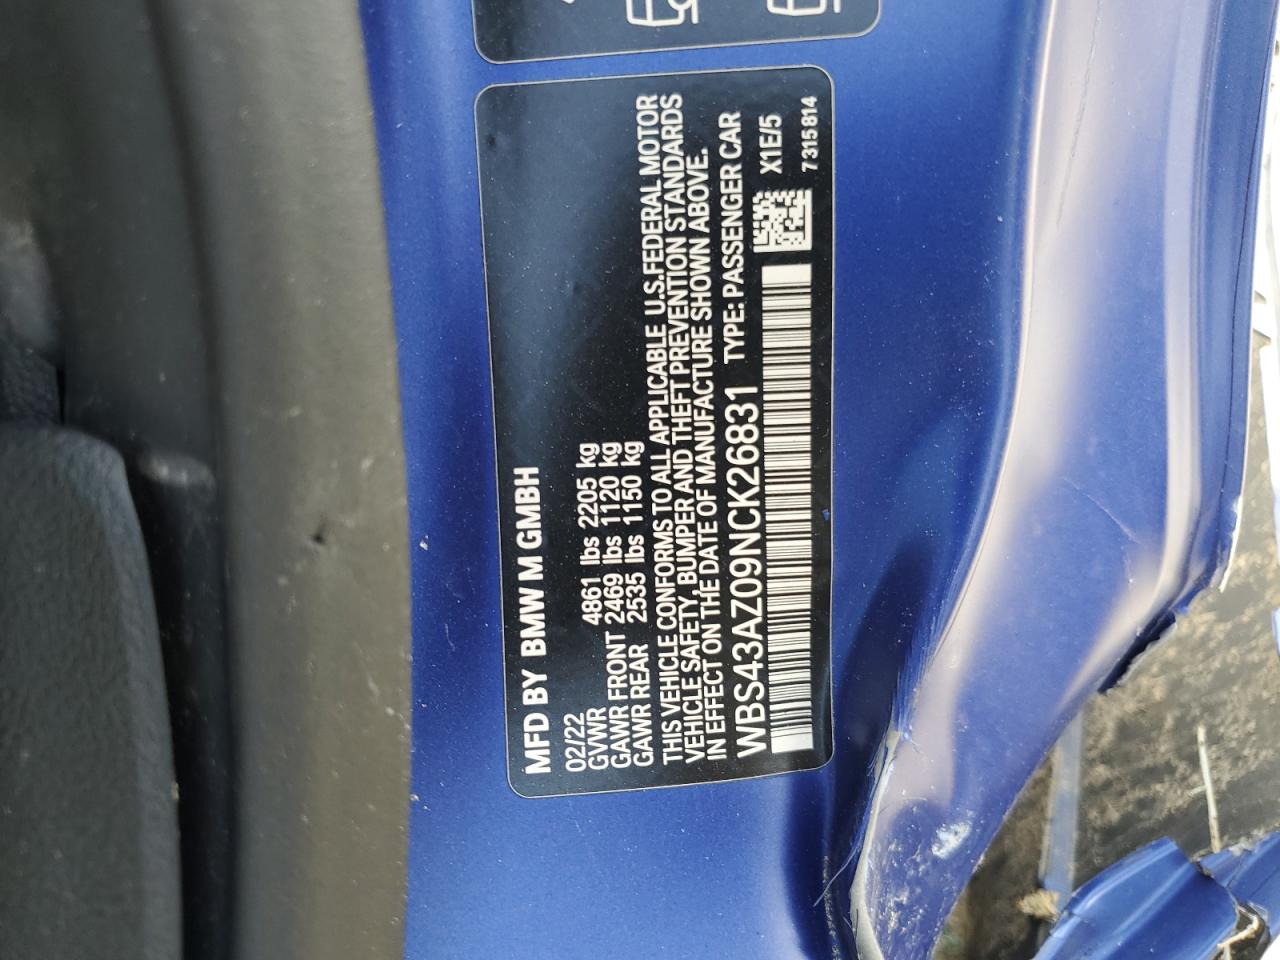 MFD BY BMW M GMBH
02/22
GVWR 4861 lbs 2205 kg
GAWR FRONT 2469 lbs 1120 kg
GAWR REAR 2535 lbs 1150 kg
THIS VEHICLE CONFORMS TO ALL APPLICABLE U.S.FEDERAL MOTOR
VEHICLE SAFETY, BUMPER AND THEFT PREVENTION STANDARDS
IN EFFECT ON THE DATE OF MANUFACTURE SHOWN ABOVE.
WBS43AZ09NCK26831 TYPE: PASSENGER CAR
X1E/5
7315814